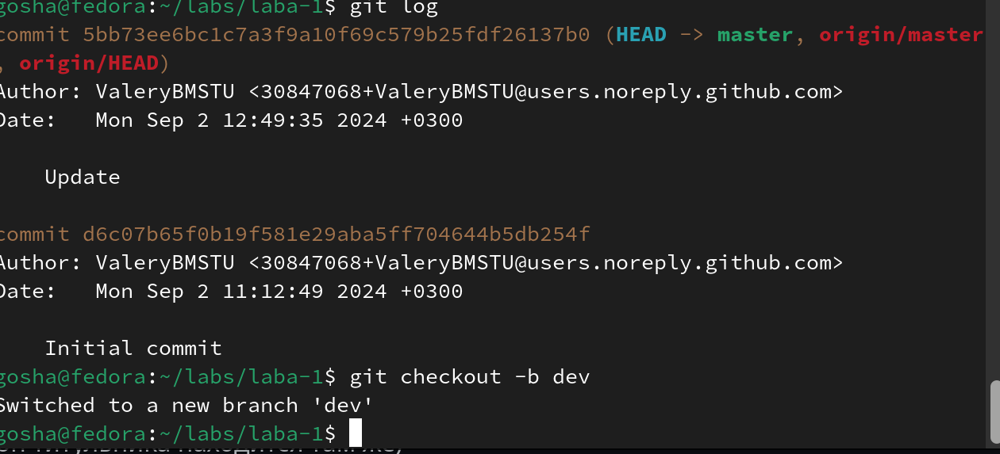 gosha@fedora:~/labs/laba-1$ git log
commit 5bb73ee6bc1c7a3f9a10f69c579b25fdf26137b0 (HEAD -> master, origin/master
, origin/HEAD)
Author: ValeryBMSTU <30847068+ValeryBMSTU@users.noreply.github.com>
Date:   Mon Sep 2 12:49:35 2024 +0300
Update
commit d6c07b65f0b19f581e29aba5ff704644b5db254f
Author: ValeryBMSTU <30847068+ValeryBMSTU@users.noreply.github.com>
Date:   Mon Sep 2 11:12:49 2024 +0300
Initial commit
gosha@fedora:~/labs/laba-1$ git checkout -b dev
Switched to a new branch 'dev'
gosha@fedora:~/labs/laba-1$